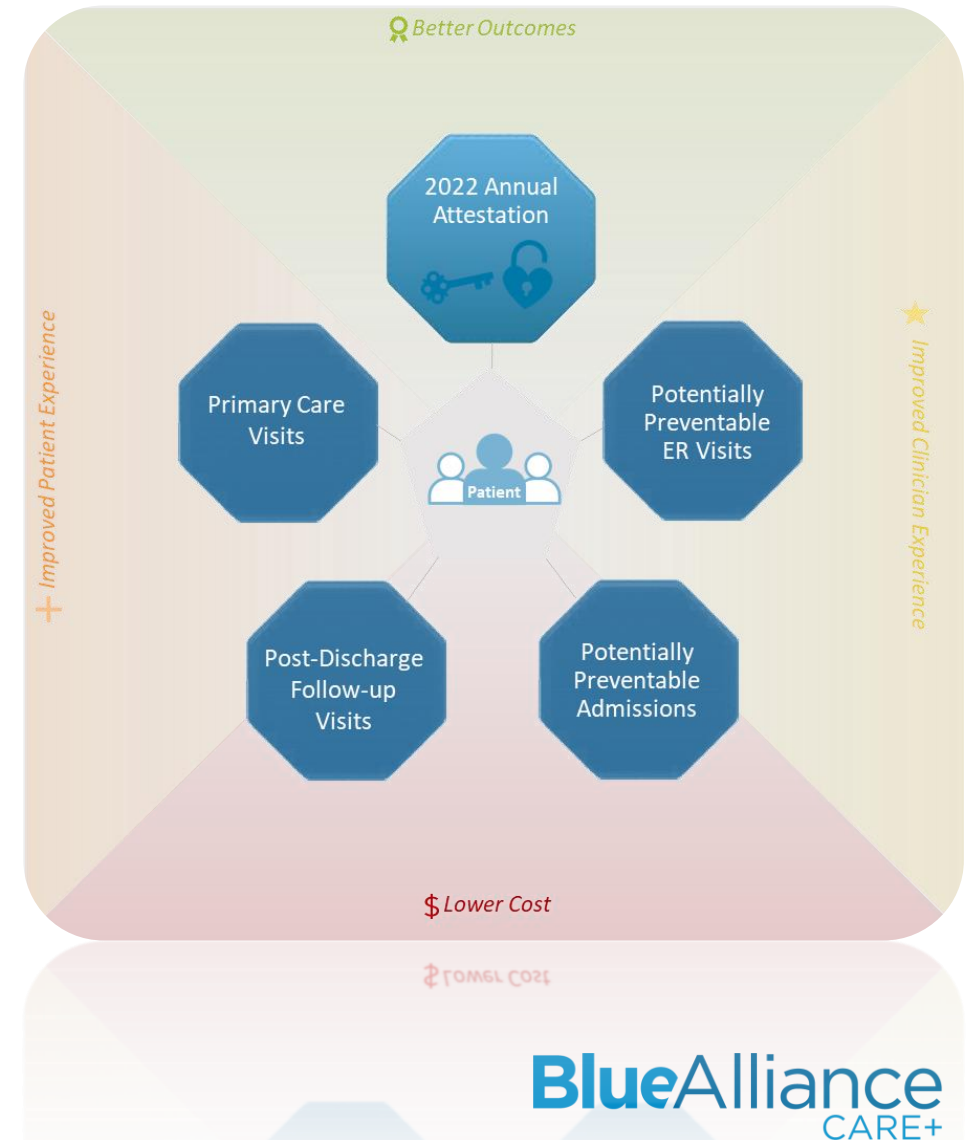 Better Outcomes
2022 Annual
Attestation
Primary Care
Visits
Potentially
Preventable
ER Visits
Patient
Improved Patient Experience
Improved Clinician Experience
Post-Discharge
Follow-up
Visits
Potentially
Preventable
Admissions
$ Lower Cost
$ Lower Cost
BlueAlliance
CARE+